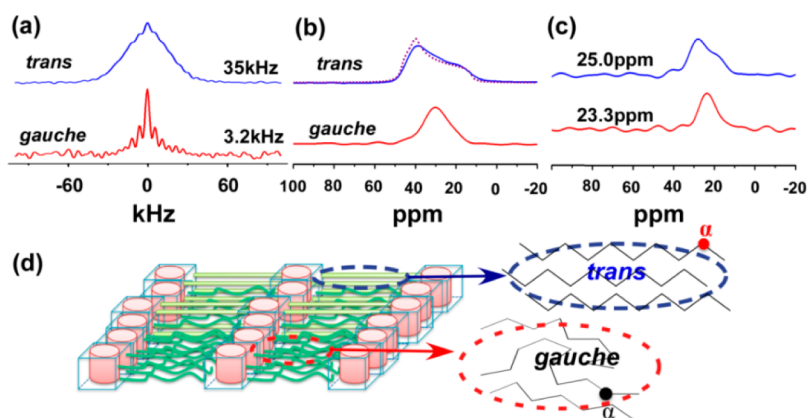 (a)
trans
35kHz
gauche
3.2kHz
-60 0 60 100
kHz
(b)
trans
gauche
100 80 60 40 20 0 -20
ppm
(c)
25.0ppm
23.3ppm
80 60 40 20 0 -20
ppm
(d)
α
trans
gauche
α